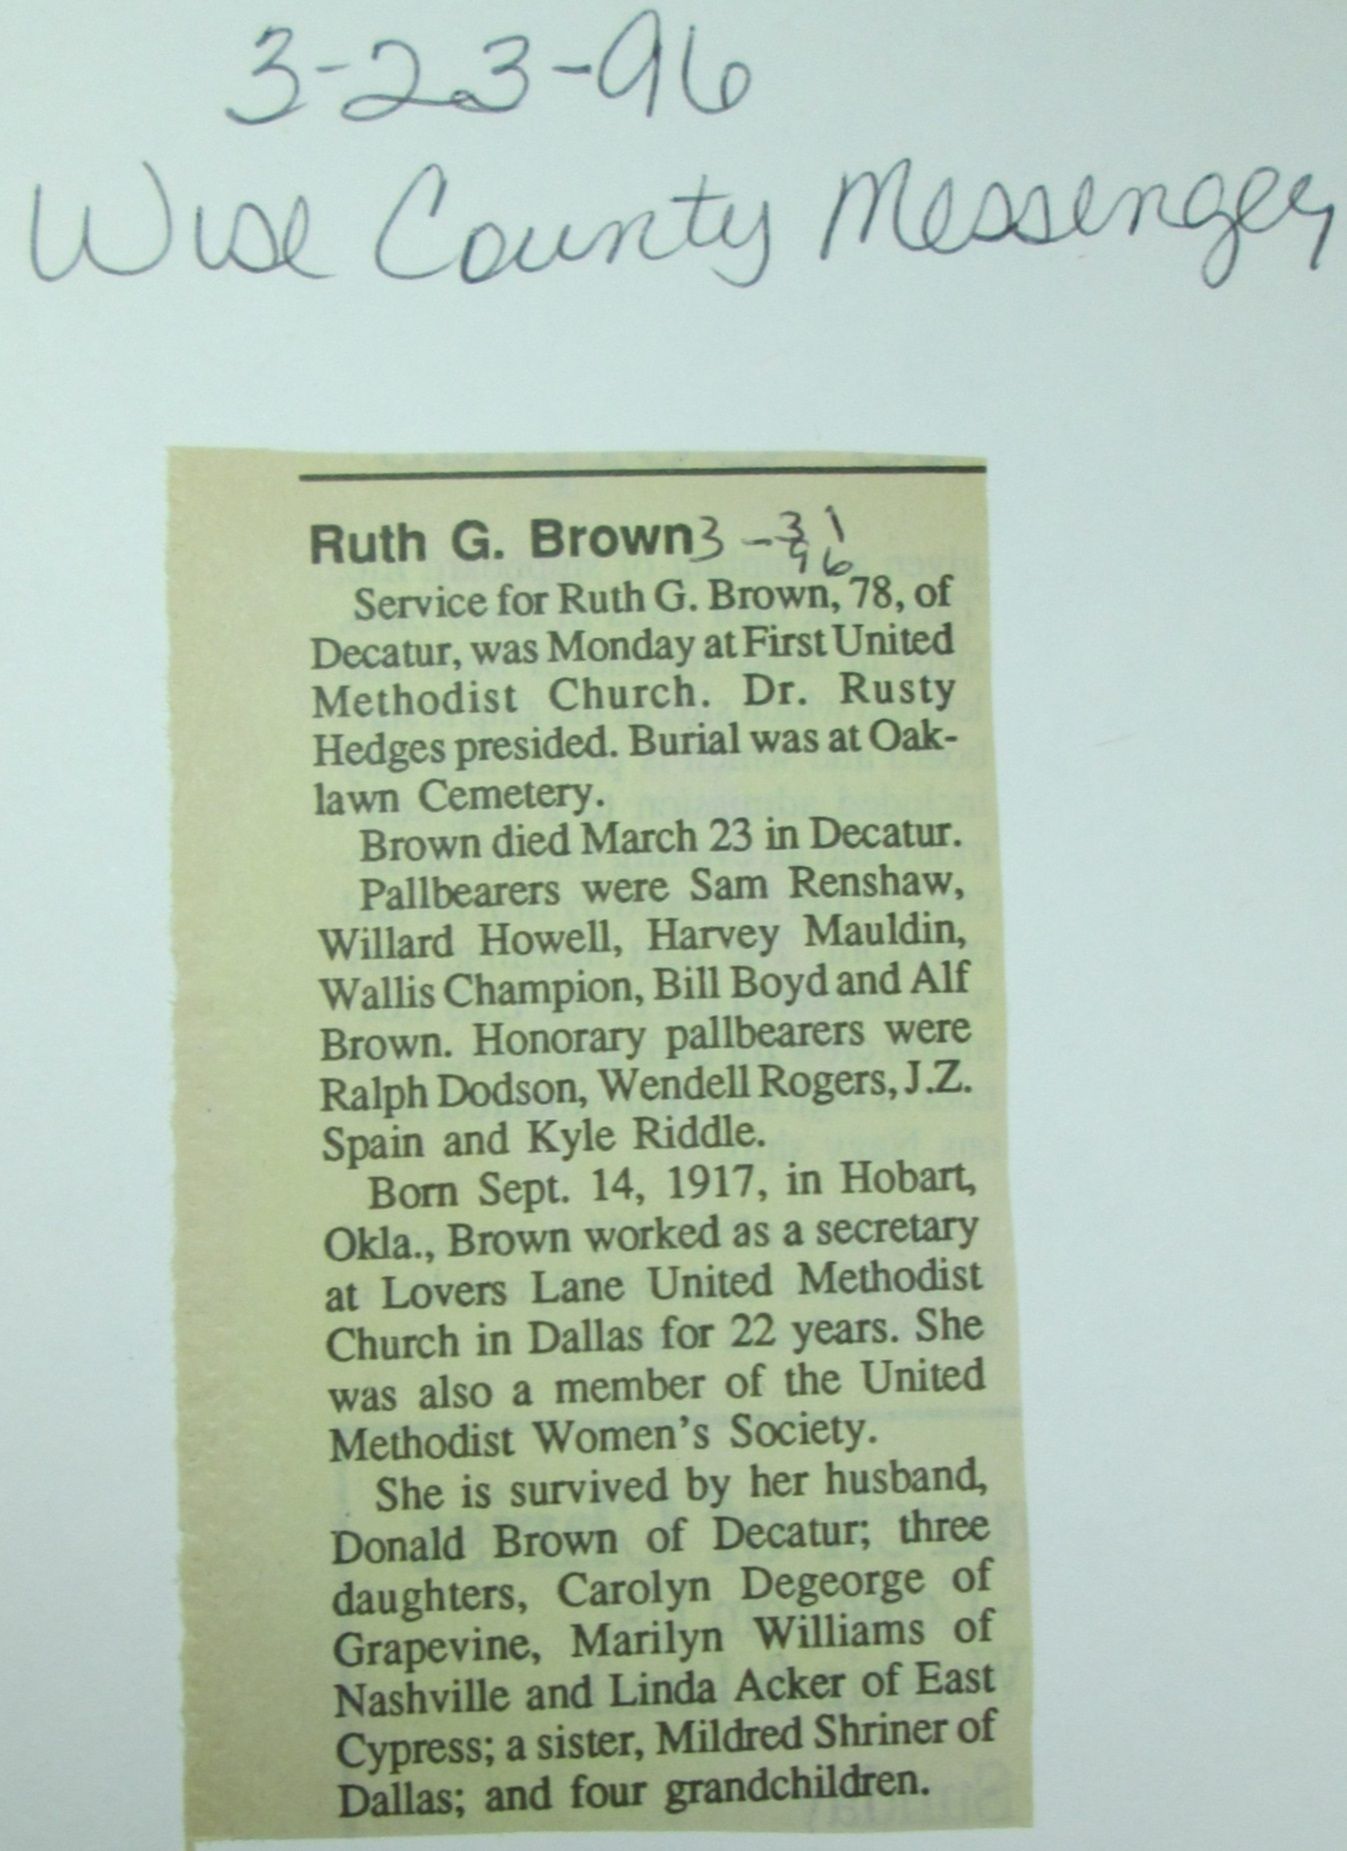 3-23-96
Wise County Messenger
Ruth G. Brown 3-31
96
Service for Ruth G. Brown, 78, of
Decatur, was Monday at First United
Methodist Church. Dr. Rusty
Hedges presided. Burial was at Oak-
lawn Cemetery.
Brown died March 23 in Decatur.
Pallbearers were Sam Renshaw,
Willard Howell, Harvey Mauldin,
Wallis Champion, Bill Boyd and Alf
Brown. Honorary pallbearers were
Ralph Dodson, Wendell Rogers, J.Z.
Spain and Kyle Riddle.
Born Sept. 14, 1917, in Hobart,
Okla., Brown worked as a secretary
at Lovers Lane United Methodist
Church in Dallas for 22 years. She
was also a member of the United
Methodist Women's Society.
She is survived by her husband,
Donald Brown of Decatur; three
daughters, Carolyn Degeorge of
Grapevine, Marilyn Williams of
Nashville and Linda Acker of East
Cypress; a sister, Mildred Shriner of
Dallas; and four grandchildren.